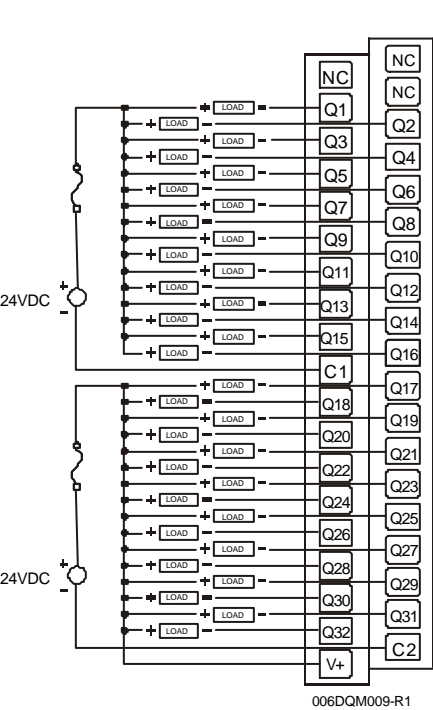 NC
NC
NC
LOAD Q1
LOAD Q2
LOAD Q3
LOAD Q4
LOAD Q5
LOAD Q6
LOAD Q7
LOAD Q8
LOAD Q9
LOAD Q10
LOAD Q11
LOAD Q12
24VDC + -
LOAD Q13
LOAD Q14
LOAD Q15
LOAD Q16
C1
LOAD Q17
LOAD Q18
LOAD Q19
LOAD Q20
LOAD Q21
LOAD Q22
LOAD Q23
LOAD Q24
LOAD Q25
LOAD Q26
LOAD Q27
LOAD Q28
24VDC + -
LOAD Q29
LOAD Q30
LOAD Q31
LOAD Q32
C2
V+
006DQM009-R1